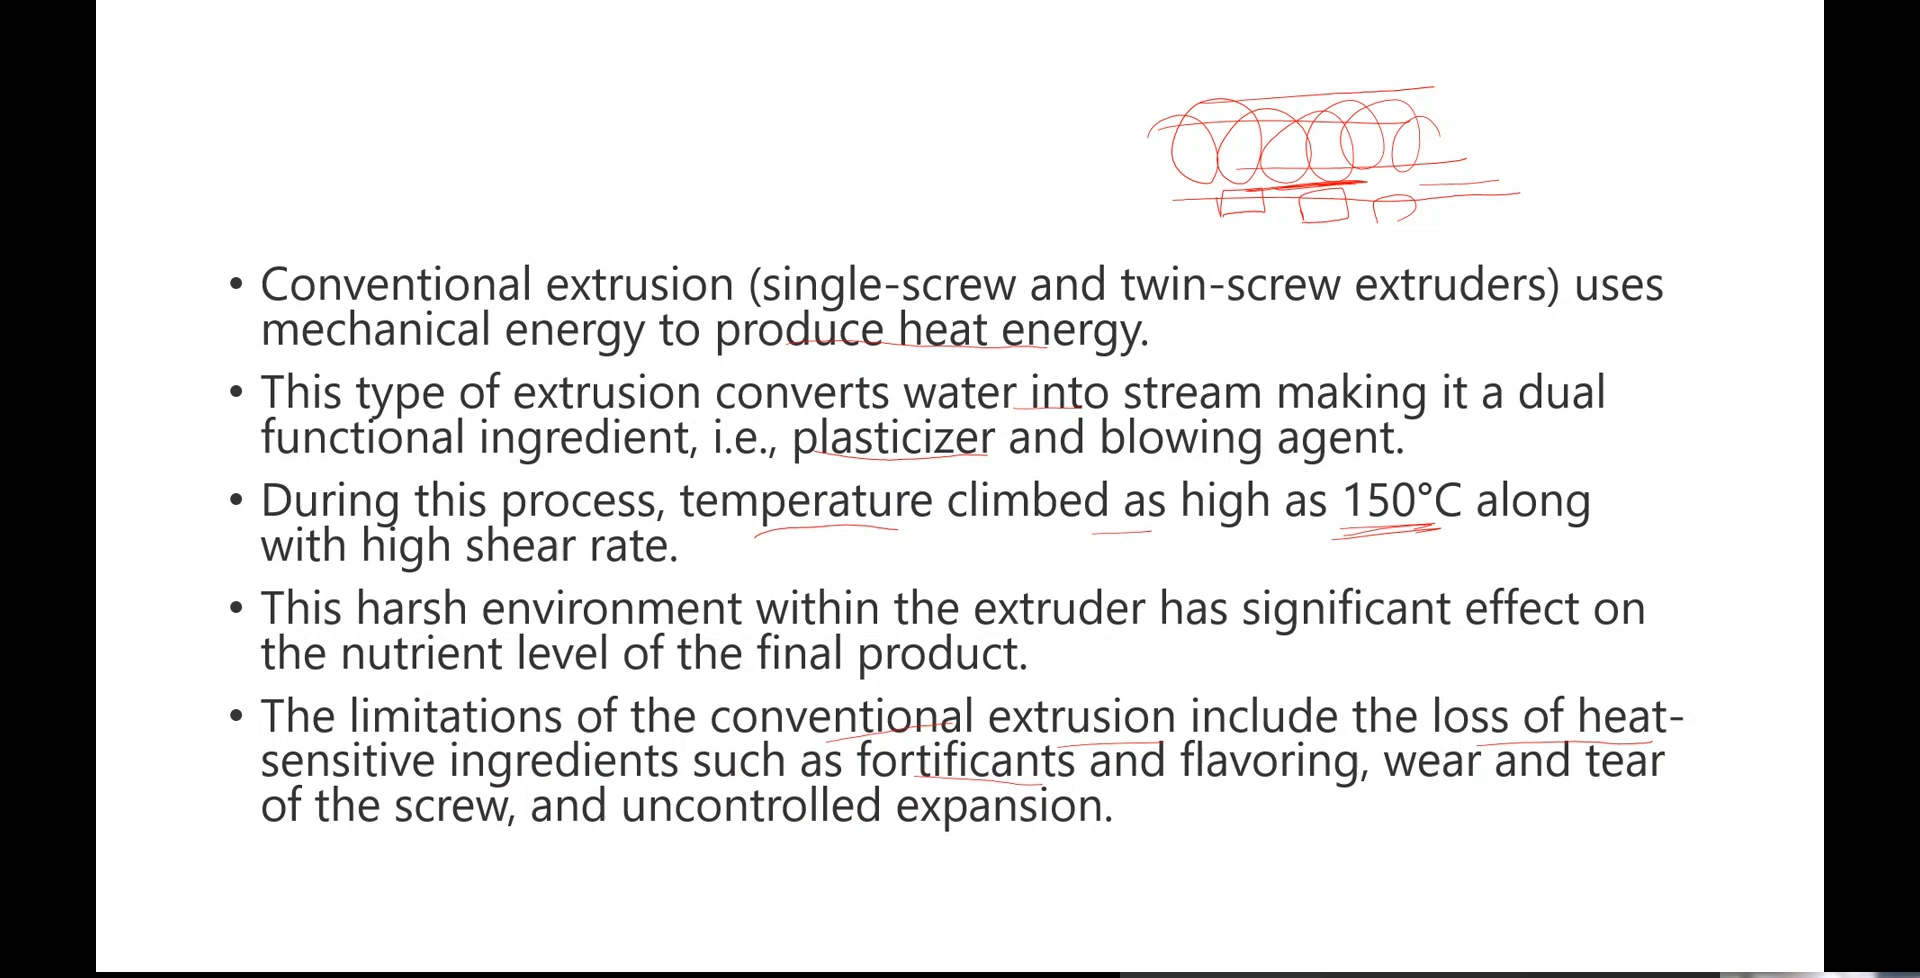 • Conventional extrusion (single-screw and twin-screw extruders) uses
mechanical energy to produce heat energy.
• This type of extrusion converts water into stream making it a dual
functional ingredient, i.e., plasticizer and blowing agent.
• During this process, temperature climbed as high as 150°C along
with high shear rate.
• This harsh environment within the extruder has significant effect on
the nutrient level of the final product.
• The limitations of the conventional extrusion include the loss of heat-
sensitive ingredients such as fortificants and flavoring, wear and tear
of the screw, and uncontrolled expansion.